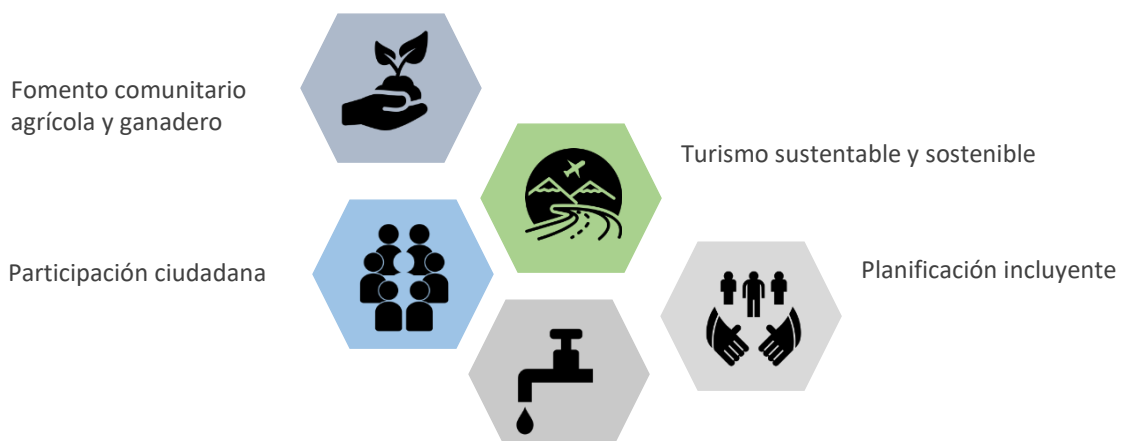 Fomento comunitario
agrícola y ganadero
Turismo sustentable y sostenible
Participación ciudadana
Planificación incluyente